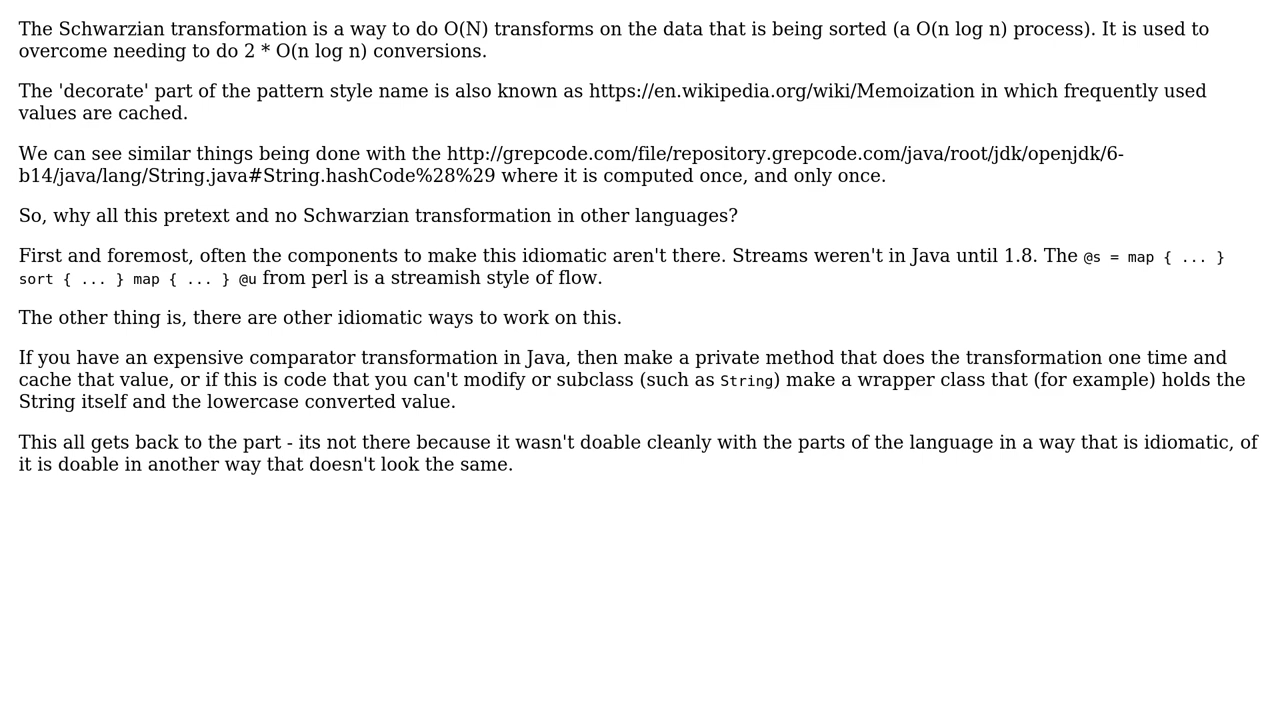 The Schwarzian transformation is a way to do O(N) transforms on the data that is being sorted (a O(n log n) process). It is used to
overcome needing to do 2 * O(n log n) conversions.
The 'decorate' part of the pattern style name is also known as https://en.wikipedia.org/wiki/Memoization in which frequently used
values are cached.
We can see similar things being done with the http://grepcode.com/file/repository.grepcode.com/java/root/jdk/openjdk/6-
b14/java/lang/String.java#String.hashCode%28%29 where it is computed once, and only once.
So, why all this pretext and no Schwarzian transformation in other languages?
First and foremost, often the components to make this idiomatic aren't there. Streams weren't in Java until 1.8. The @s = map { ... }
sort { ... } map { ... } @u from perl is a streamish style of flow.
The other thing is, there are other idiomatic ways to work on this.
If you have an expensive comparator transformation in Java, then make a private method that does the transformation one time and
cache that value, or if this is code that you can't modify or subclass (such as String) make a wrapper class that (for example) holds the
String itself and the lowercase converted value.
This all gets back to the part - its not there because it wasn't doable cleanly with the parts of the language in a way that is idiomatic, of
it is doable in another way that doesn't look the same.